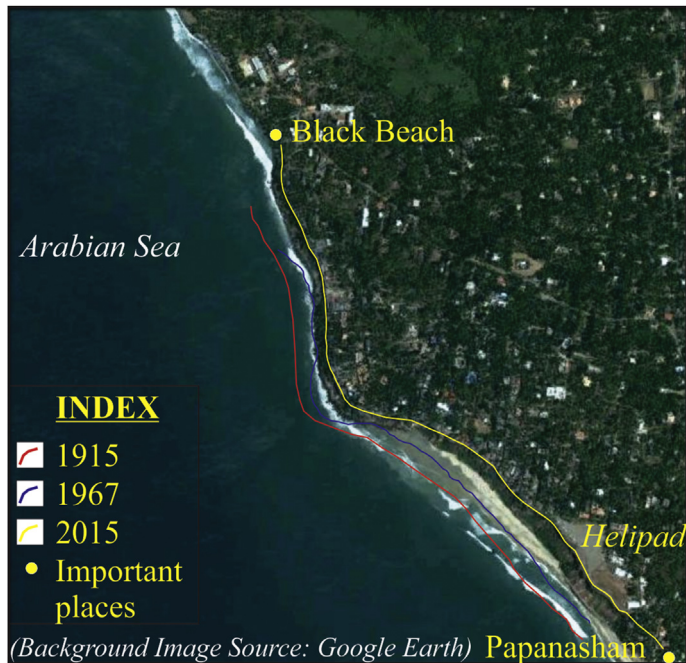 Black Beach
Arabian Sea
INDEX
1915
1967
2015
Important
places
Helipad
(Background Image Source: Google Earth)
Papanasham